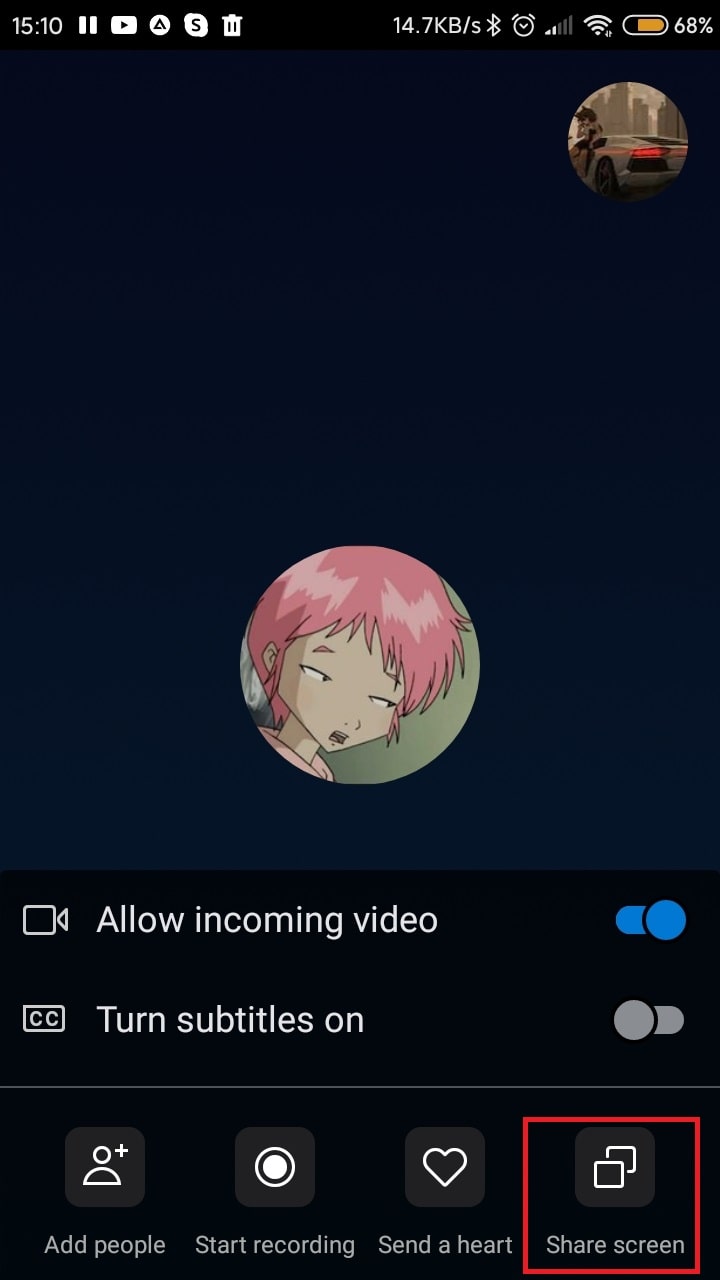 15:10 14.7KB/s 68%
Allow incoming video
CC Turn subtitles on
Add people Start recording Send a heart Share screen